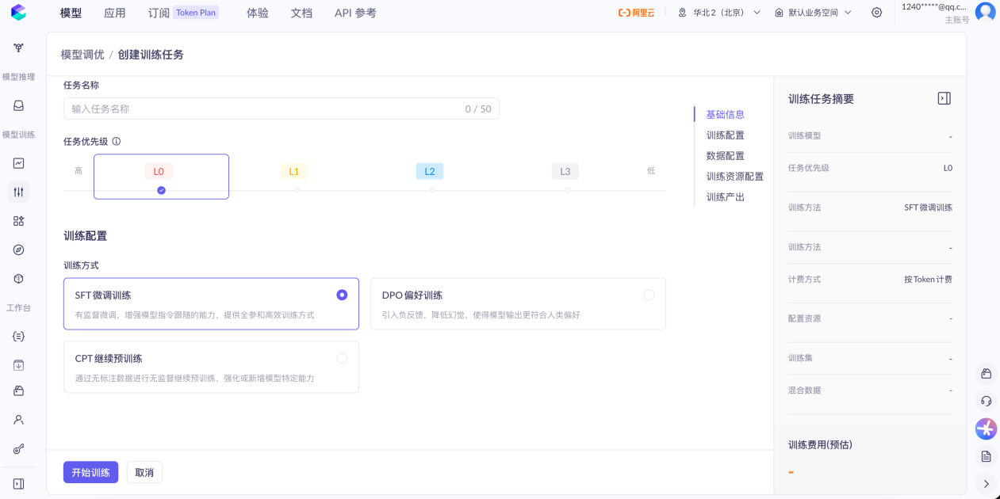 模型 应用 订阅 Token Plan 体验 文档 API 参考 阿里云 华北2（北京） 默认业务空间 1240*****@qq.c...
主账号
模型推理
模型训练
工作台
模型调优 / 创建训练任务
任务名称
输入任务名称 0 / 50
任务优先级
高 L0 L1 L2 L3 低
训练配置
训练方式
SFT 微调训练
有监督微调，增强模型指令跟随的能力，提供全参和高效训练方式
DPO 偏好训练
引入负反馈，降低幻觉，使得模型输出更符合人类偏好
CPT 继续预训练
通过无标注数据进行无监督继续预训练，强化或新增模型特定能力
开始训练 取消
基础信息
训练配置
数据配置
训练资源配置
训练产出
训练任务摘要
训练模型 -
任务优先级 L0
训练方法 SFT 微调训练
训练方法 -
计费方式 按 Token 计费
配置资源 -
训练集 -
混合数据 -
训练费用(预估)
-